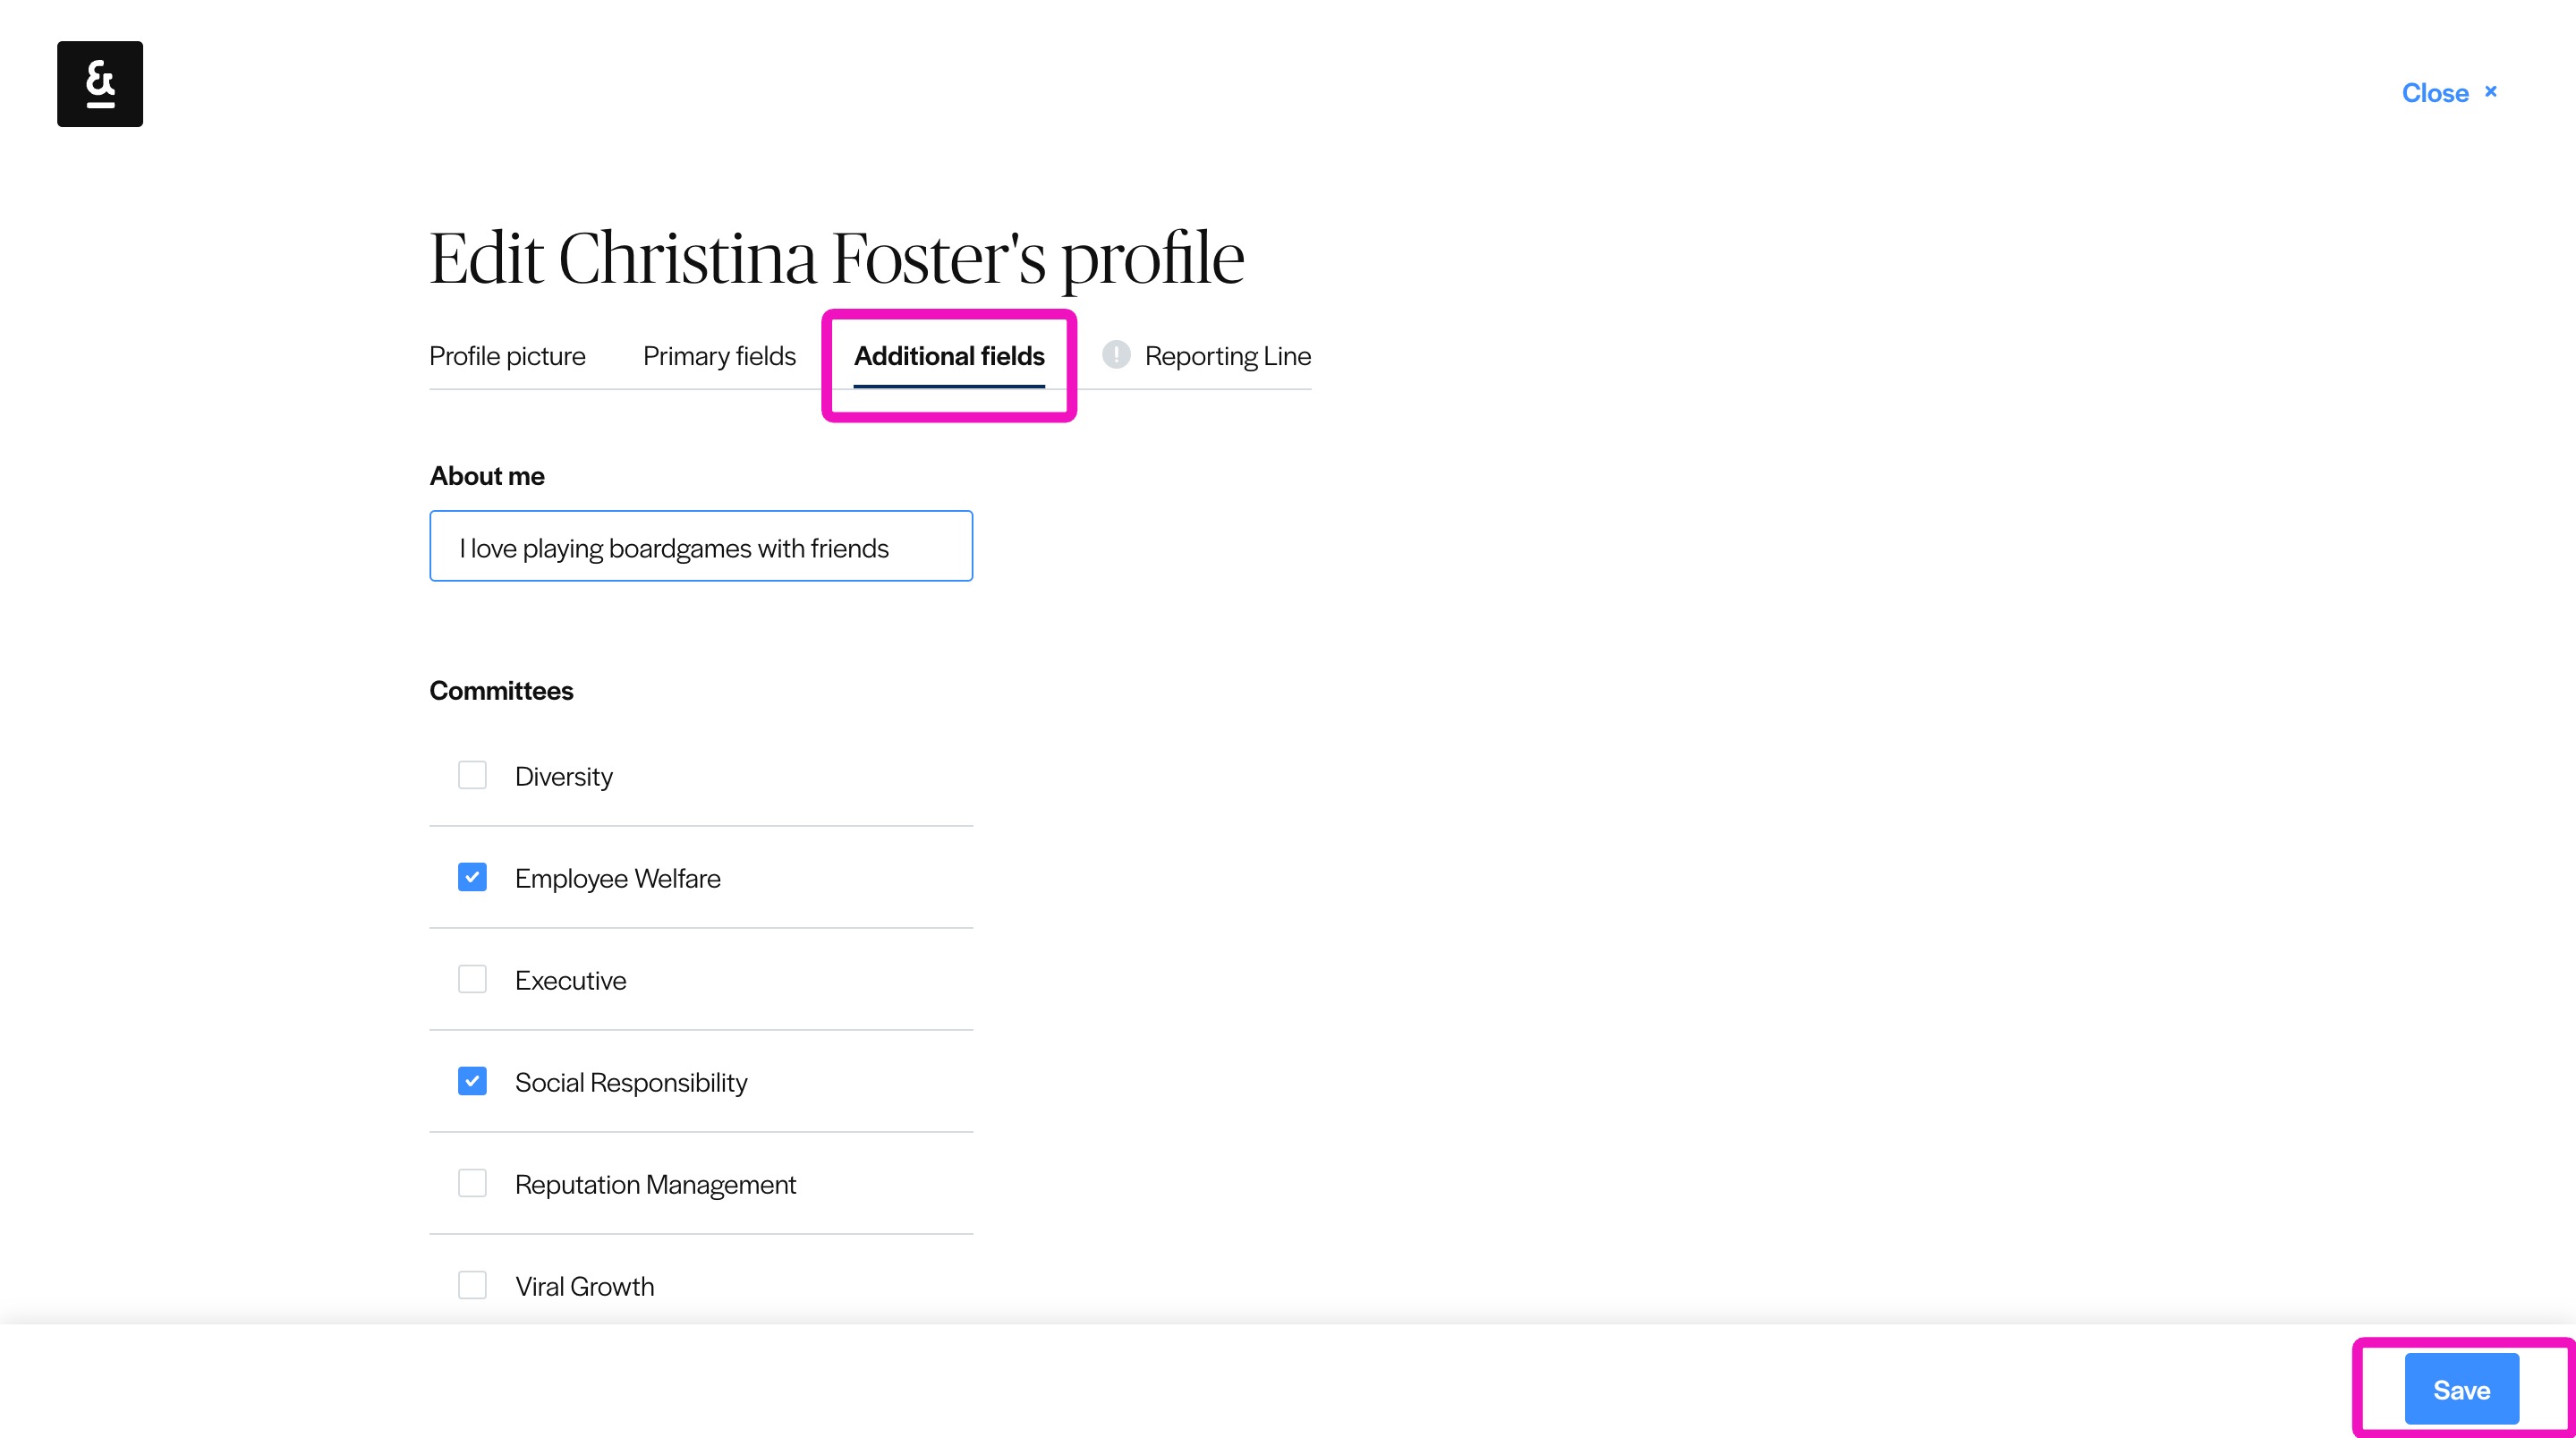 &
Close ×
Edit Christina Foster's profile
Profile picture Primary fields Additional fields ! Reporting Line
About me
I love playing boardgames with friends
Committees
Diversity
Employee Welfare
Executive
Social Responsibility
Reputation Management
Viral Growth
Save